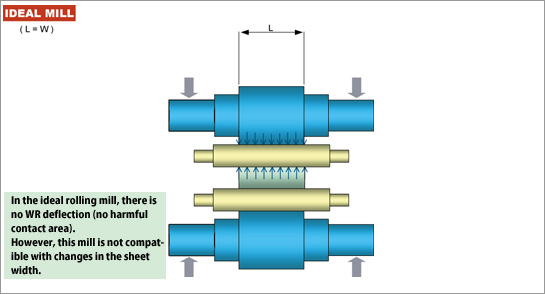 IDEAL MILL
( L = W )
L
In the ideal rolling mill, there is
no WR deflection (no harmful
contact area).
However, this mill is not compat-
ible with changes in the sheet
width.